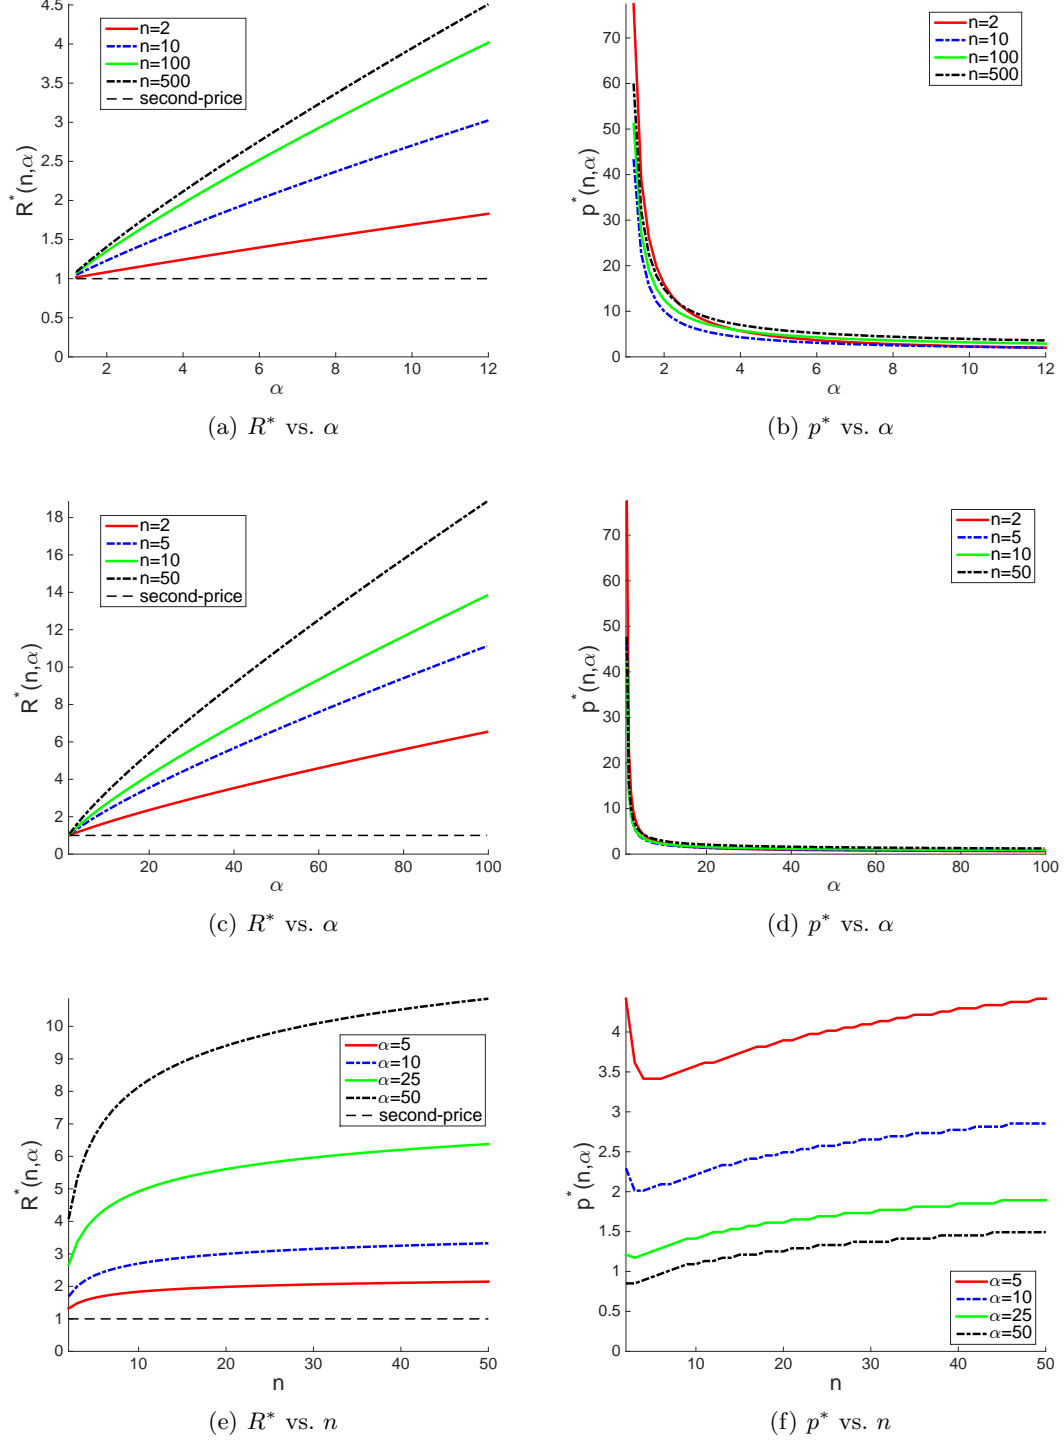 4.5
4
3.5
3
2.5
2
1.5
1
0.5
0
R*(n,α)
n=2
n=10
n=100
n=500
second-price
2 4 6 8 10 12
α
(a) R* vs. α
70
60
50
40
30
20
10
0
p*(n,α)
n=2
n=10
n=100
n=500
2 4 6 8 10 12
α
(b) p* vs. α
18
16
14
12
10
8
6
4
2
0
R*(n,α)
n=2
n=5
n=10
n=50
second-price
20 40 60 80 100
α
(c) R* vs. α
70
60
50
40
30
20
10
0
p*(n,α)
n=2
n=5
n=10
n=50
20 40 60 80 100
α
(d) p* vs. α
10
9
8
7
6
5
4
3
2
1
0
R*(n,α)
α=5
α=10
α=25
α=50
second-price
10 20 30 40 50
n
(e) R* vs. n
4
3.5
3
2.5
2
1.5
1
0.5
0
p*(n,α)
α=5
α=10
α=25
α=50
10 20 30 40 50
n
(f) p* vs. n